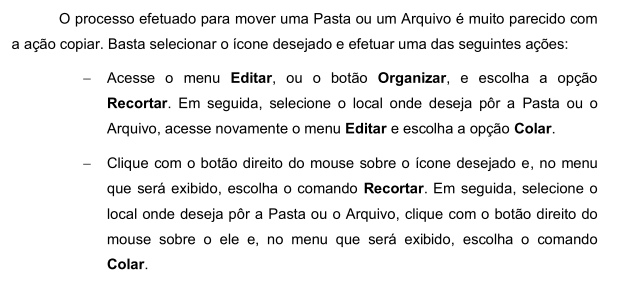 O processo efetuado para mover uma Pasta ou um Arquivo é muito parecido com
a ação copiar. Basta selecionar o ícone desejado e efetuar uma das seguintes ações:
− Acesse o menu Editar, ou o botão Organizar, e escolha a opção
Recortar. Em seguida, selecione o local onde deseja pôr a Pasta ou o
Arquivo, acesse novamente o menu Editar e escolha a opção Colar.
− Clique com o botão direito do mouse sobre o ícone desejado e, no menu
que será exibido, escolha o comando Recortar. Em seguida, selecione o
local onde deseja pôr a Pasta ou o Arquivo, clique com o botão direito do
mouse sobre o ele e, no menu que será exibido, escolha o comando
Colar.